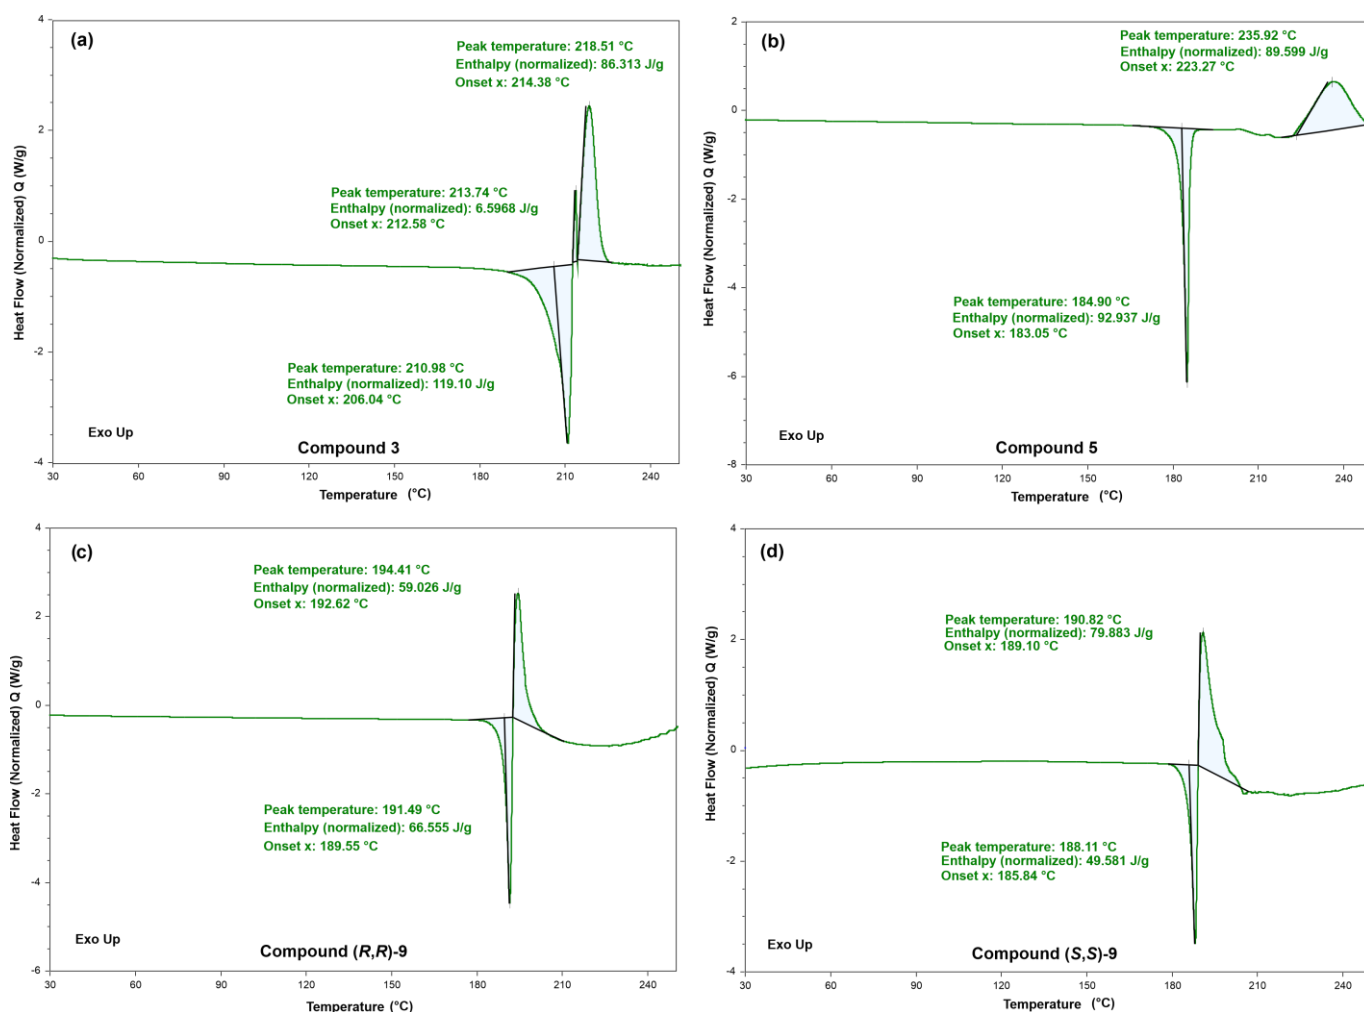 (a)
Peak temperature: 218.51 °C
Enthalpy (normalized): 86.313 J/g
Onset x: 214.38 °C
Peak temperature: 213.74 °C
Enthalpy (normalized): 6.5968 J/g
Onset x: 212.58 °C
Peak temperature: 210.98 °C
Enthalpy (normalized): 119.10 J/g
Onset x: 206.04 °C
Exo Up
Compound 3
Heat Flow (Normalized) Q (W/g)
4
2
0
-2
-4
30 60 90 120 150 180 210 240
Temperature (°C)
(b)
Peak temperature: 235.92 °C
Enthalpy (normalized): 89.599 J/g
Onset x: 223.27 °C
Peak temperature: 184.90 °C
Enthalpy (normalized): 92.937 J/g
Onset x: 183.05 °C
Exo Up
Compound 5
Heat Flow (Normalized) Q (W/g)
2
0
-2
-4
-6
-8
30 60 90 120 150 180 210 240
Temperature (°C)
(c)
Peak temperature: 194.41 °C
Enthalpy (normalized): 59.026 J/g
Onset x: 192.62 °C
Peak temperature: 191.49 °C
Enthalpy (normalized): 66.555 J/g
Onset x: 189.55 °C
Exo Up
Compound (R,R)-9
Heat Flow (Normalized) Q (W/g)
4
2
0
-2
-4
-6
30 60 90 120 150 180 210 240
Temperature (°C)
(d)
Peak temperature: 190.82 °C
Enthalpy (normalized): 79.883 J/g
Onset x: 189.10 °C
Peak temperature: 188.11 °C
Enthalpy (normalized): 49.581 J/g
Onset x: 185.84 °C
Exo Up
Compound (S,S)-9
Heat Flow (Normalized) Q (W/g)
4
2
0
-2
-4
30 60 90 120 150 180 210 240
Temperature (°C)